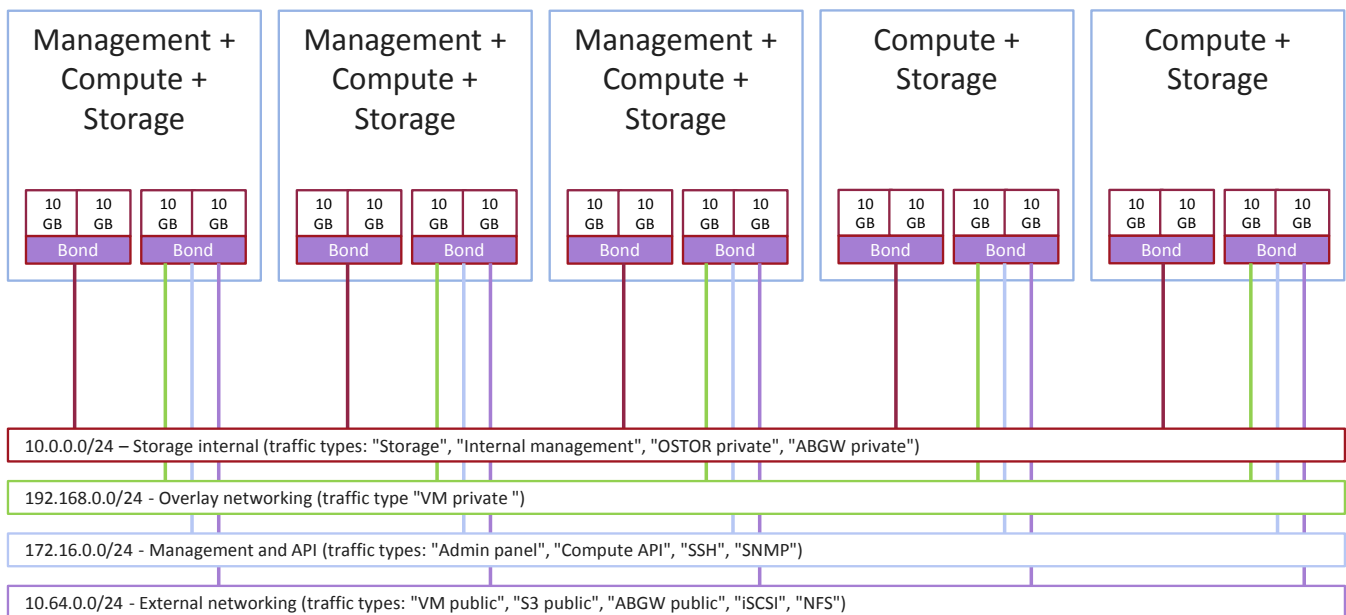 Management +
Compute +
Storage
Management +
Compute +
Storage
Management +
Compute +
Storage
Compute +
Storage
Compute +
Storage
10
GB
10
GB
10
GB
10
GB
Bond
Bond
10
GB
10
GB
10
GB
10
GB
Bond
Bond
10
GB
10
GB
10
GB
10
GB
Bond
Bond
10
GB
10
GB
10
GB
10
GB
Bond
Bond
10
GB
10
GB
10
GB
10
GB
Bond
Bond
10.0.0.0/24 – Storage internal (traffic types: "Storage", "Internal management", "OSTOR private", "ABGW private")
192.168.0.0/24 - Overlay networking (traffic type "VM private ")
172.16.0.0/24 - Management and API (traffic types: "Admin panel", "Compute API", "SSH", "SNMP")
10.64.0.0/24 - External networking (traffic types: "VM public", "S3 public", "ABGW public", "iSCSI", "NFS")